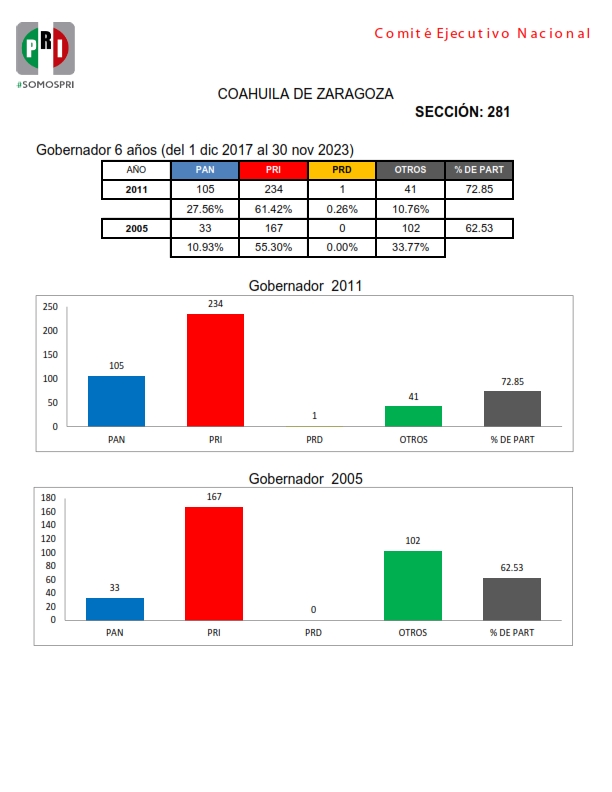 Comité Ejecutivo Nacional
PRI
#SOMOSPRI
COAHUILA DE ZARAGOZA
SECCIÓN: 281
Gobernador 6 años (del 1 dic 2017 al 30 nov 2023)
AÑO PAN PRI PRD OTROS % DE PART
2011 105 234 1 41 72.85
27.56% 61.42% 0.26% 10.76%
2005 33 167 0 102 62.53
10.93% 55.30% 0.00% 33.77%
Gobernador 2011
250
200
150
100
50
0
105
234
1
41
72.85
PAN PRI PRD OTROS % DE PART
Gobernador 2005
180
160
140
120
100
80
60
40
20
0
33
167
0
102
62.53
PAN PRI PRD OTROS % DE PART